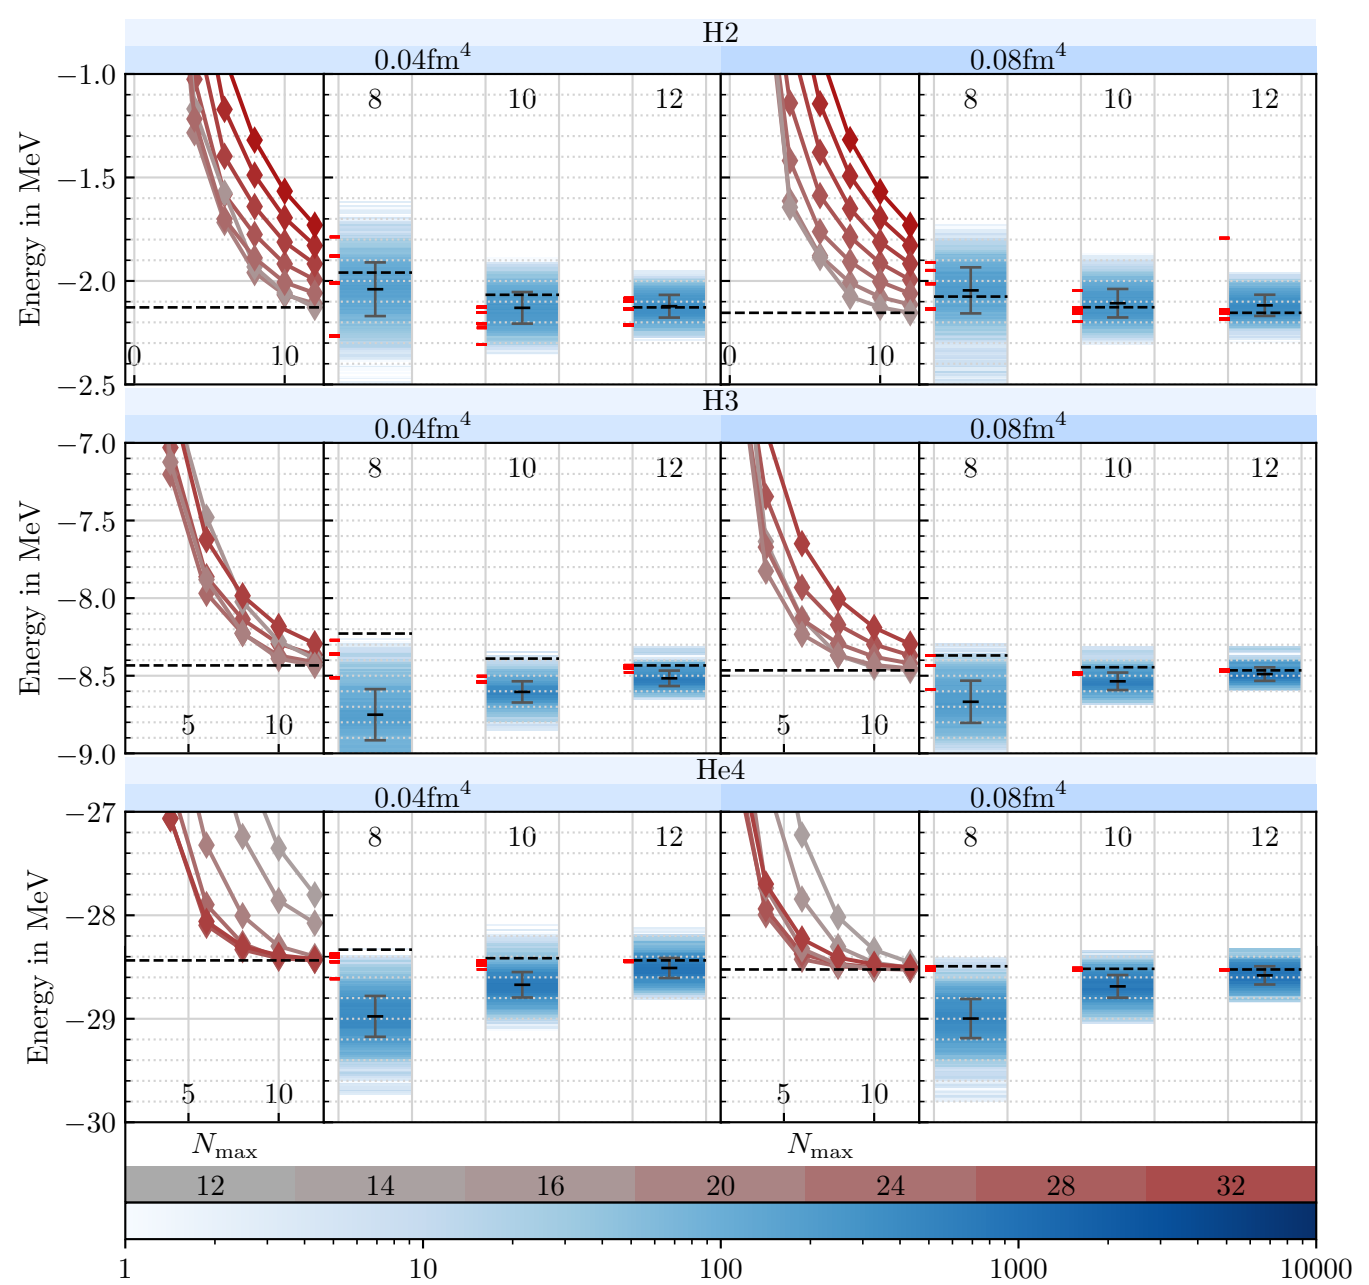 H2
0.04fm⁴ 0.08fm⁴
−1.0 8 10 12 8 10 12
−1.5
−2.0
−2.5
Energy in MeV
0 10 0 10
H3
0.04fm⁴ 0.08fm⁴
−7.0 8 10 12 8 10 12
−7.5
−8.0
−8.5
−9.0
Energy in MeV
5 10 5 10
He4
0.04fm⁴ 0.08fm⁴
−27 8 10 12 8 10 12
−28
−29
−30
Energy in MeV
5 10 5 10
Nmax Nmax
12 14 16 20 24 28 32
1 10 100 1000 10000